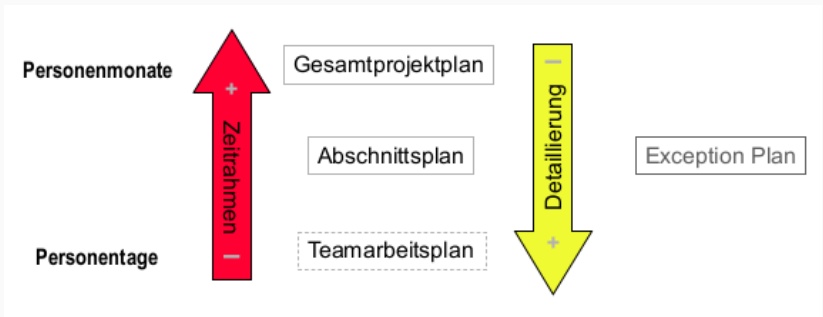 Personenmonate
Gesamtprojektplan
+
Zeitrahmen
–
–
Detaillierung
+
Abschnittsplan
Exception Plan
Personentage
Teamarbeitsplan